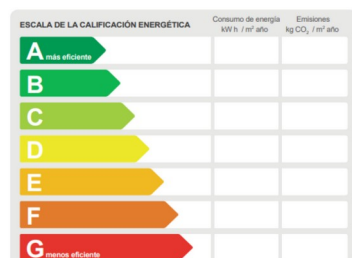 ESCALA DE LA CALIFICACIÓN ENERGÉTICA
Consumo de energía
kW h / m² año
Emisiones
kg CO₂ / m² año
A más eficiente
B
C
D
E
F
G menos eficiente